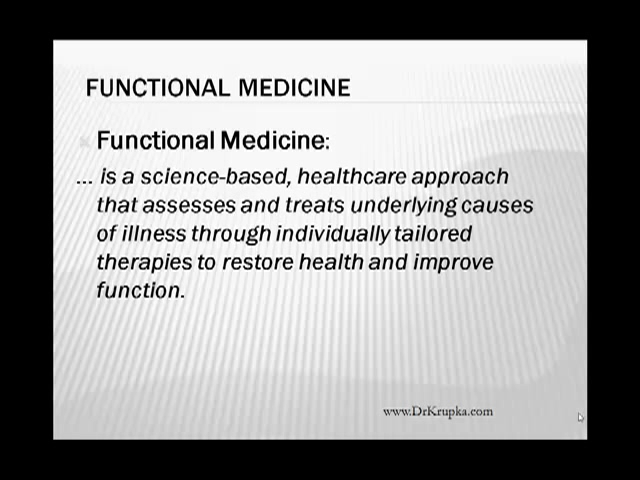 FUNCTIONAL MEDICINE
Functional Medicine:
... is a science-based, healthcare approach
that assesses and treats underlying causes
of illness through individually tailored
therapies to restore health and improve
function.
www.DrKrupka.com